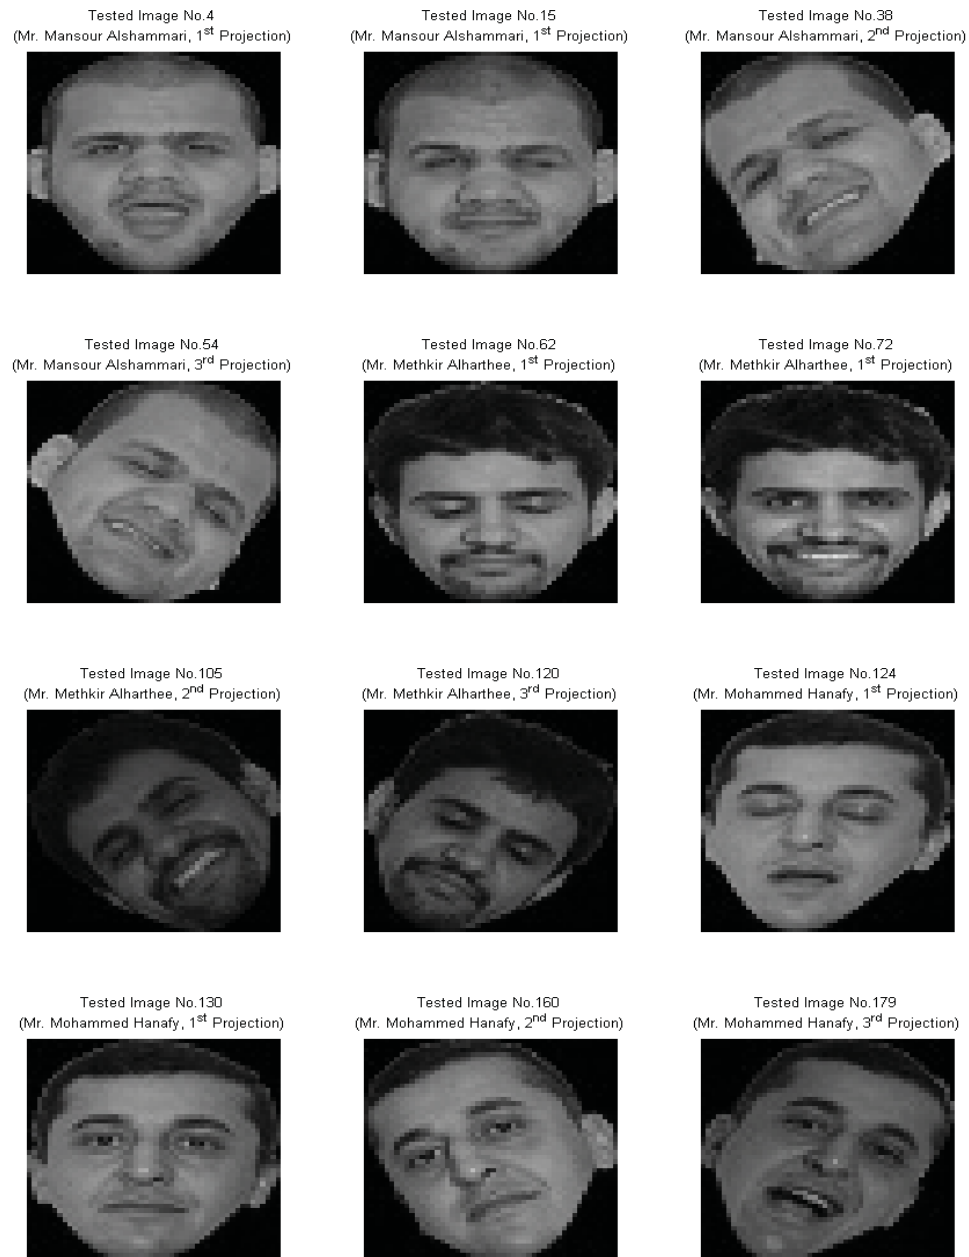 Tested Image No.4
(Mr. Mansour Alshammari, 1st Projection)
Tested Image No.15
(Mr. Mansour Alshammari, 1st Projection)
Tested Image No.38
(Mr. Mansour Alshammari, 2nd Projection)
Tested Image No.54
(Mr. Mansour Alshammari, 3rd Projection)
Tested Image No.62
(Mr. Methkir Alharthee, 1st Projection)
Tested Image No.72
(Mr. Methkir Alharthee, 1st Projection)
Tested Image No.105
(Mr. Methkir Alharthee, 2nd Projection)
Tested Image No.120
(Mr. Methkir Alharthee, 3rd Projection)
Tested Image No.124
(Mr. Mohammed Hanafy, 1st Projection)
Tested Image No.130
(Mr. Mohammed Hanafy, 1st Projection)
Tested Image No.160
(Mr. Mohammed Hanafy, 2nd Projection)
Tested Image No.179
(Mr. Mohammed Hanafy, 3rd Projection)